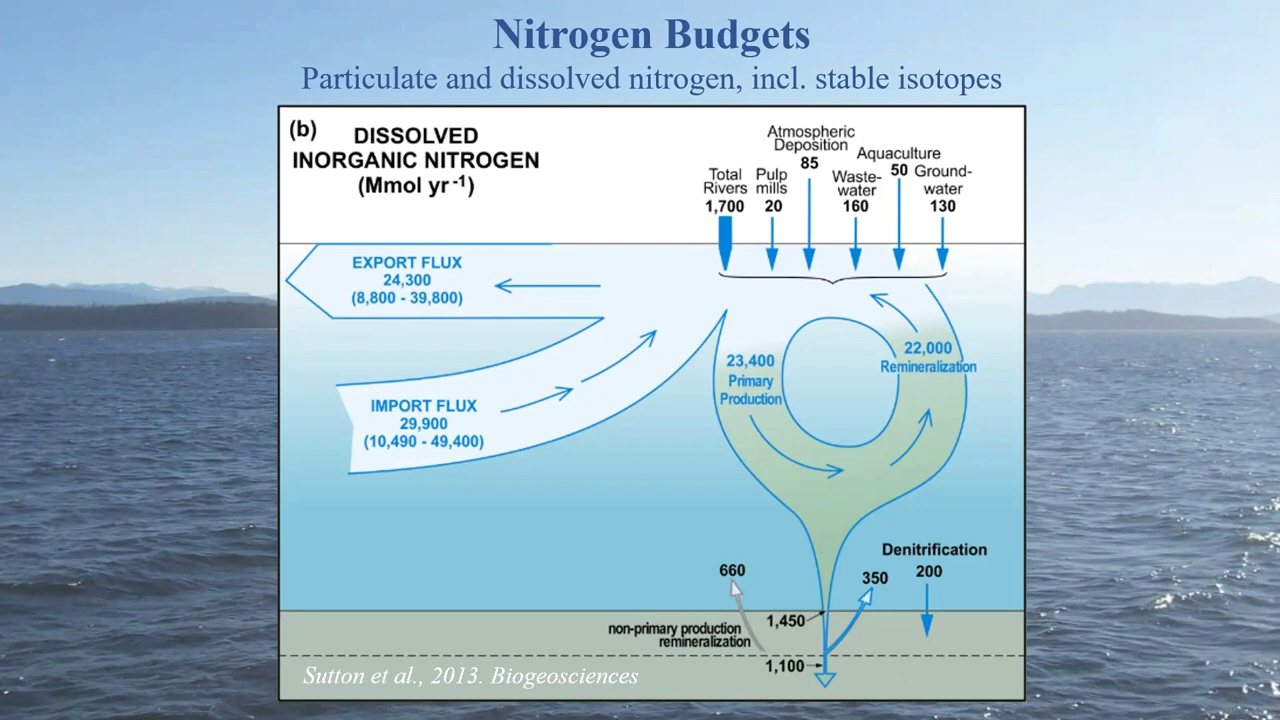 Nitrogen Budgets
Particulate and dissolved nitrogen, incl. stable isotopes
(b)
DISSOLVED
INORGANIC NITROGEN
(Mmol yr⁻¹)
Total
Rivers
1,700
Pulp
mills
20
Atmospheric
Deposition
85
Waste-
water
160
Aquaculture
50
Ground-
water
130
EXPORT FLUX
24,300
(8,800 - 39,800)
IMPORT FLUX
29,900
(10,490 - 49,400)
23,400
Primary
Production
22,000
Remineralization
Denitrification
200
660
350
non-primary production
remineralization
1,450
1,100
Sutton et al., 2013. Biogeosciences